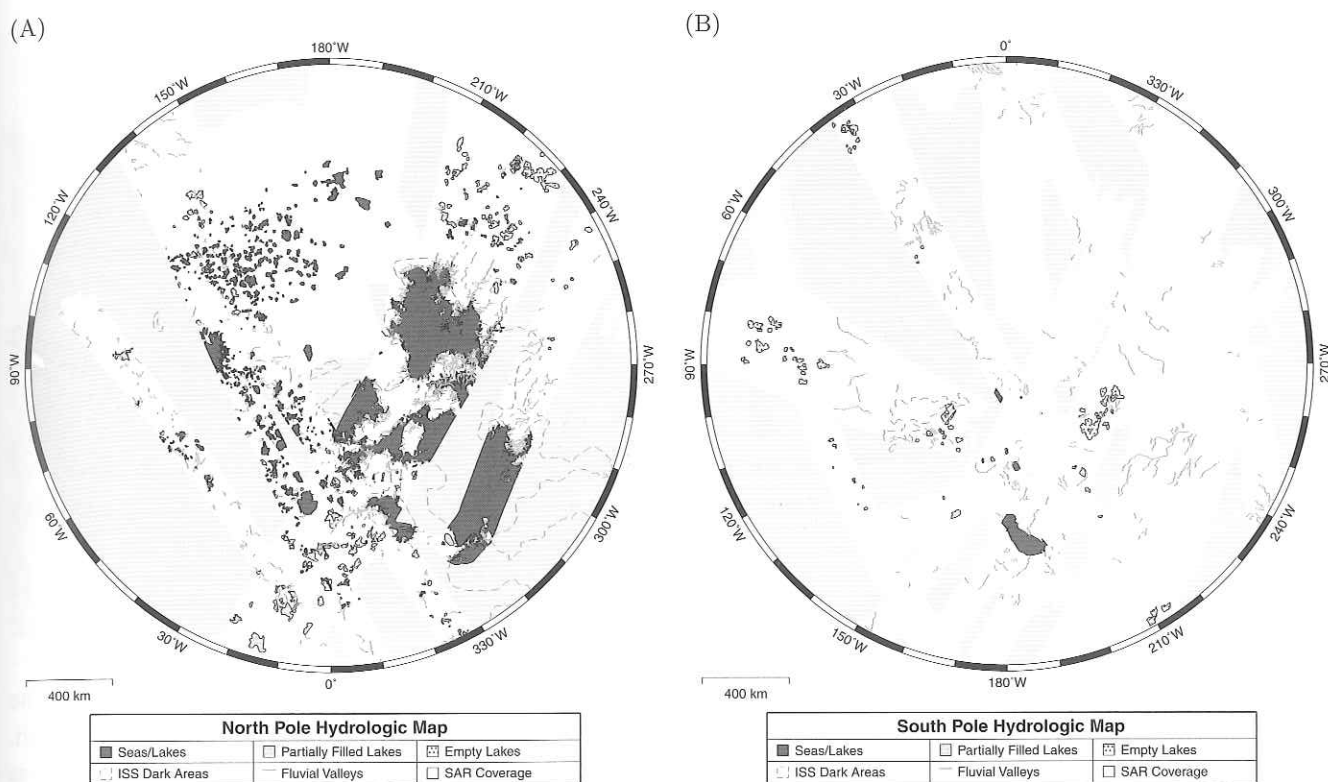 (A)
180°W
150°W
210°W
120°W
240°W
90°W
270°W
60°W
300°W
30°W
330°W
0°
400 km
North Pole Hydrologic Map
Seas/Lakes
Partially Filled Lakes
Empty Lakes
ISS Dark Areas
Fluvial Valleys
SAR Coverage
(B)
0°
30°W
330°W
60°W
300°W
90°W
270°
120°W
240°W
150°W
210°W
180°W
400 km
South Pole Hydrologic Map
Seas/Lakes
Partially Filled Lakes
Empty Lakes
ISS Dark Areas
Fluvial Valleys
SAR Coverage